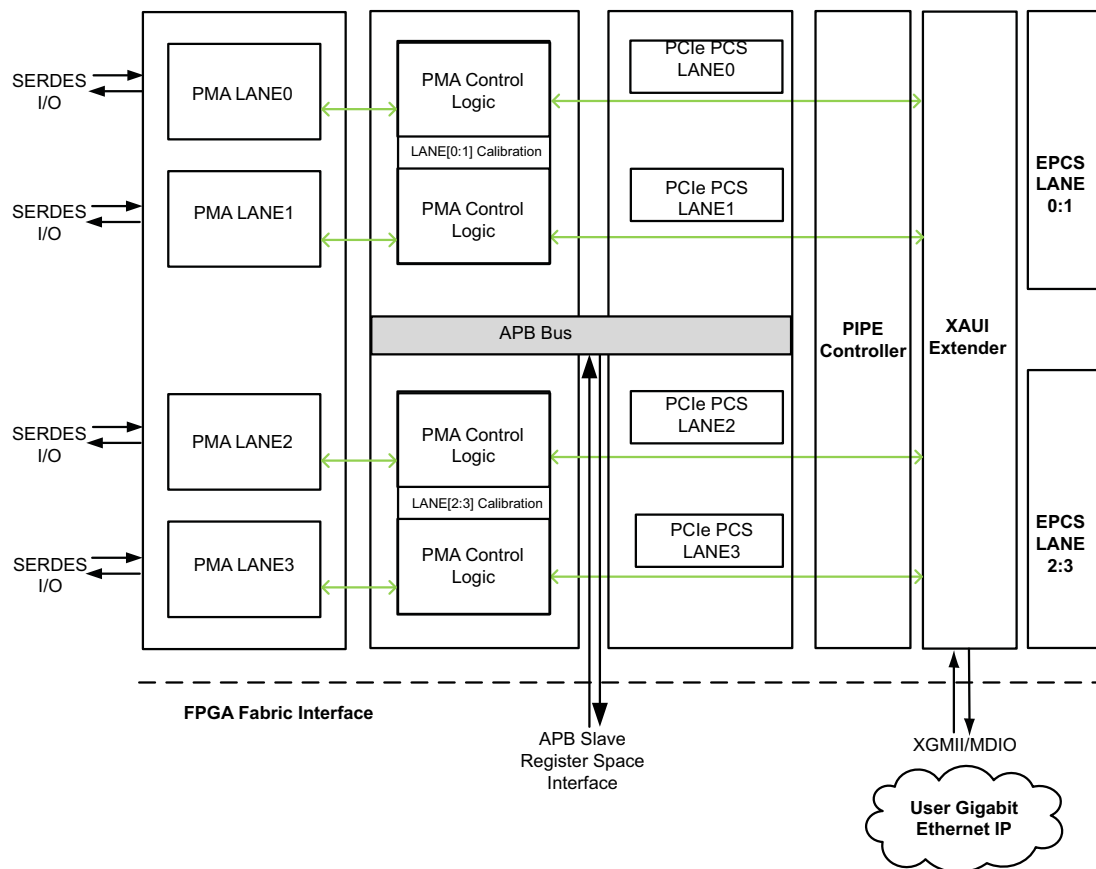 SERDES
I/O
PMA LANE0
PMA Control
Logic
PCIe PCS
LANE0
LANE[0:1] Calibration
SERDES
I/O
PMA LANE1
PMA Control
Logic
PCIe PCS
LANE1
EPCS
LANE
0:1
APB Bus
PIPE
Controller
XAUI
Extender
SERDES
I/O
PMA LANE2
PMA Control
Logic
PCIe PCS
LANE2
LANE[2:3] Calibration
SERDES
I/O
PMA LANE3
PMA Control
Logic
PCIe PCS
LANE3
EPCS
LANE
2:3
FPGA Fabric Interface
APB Slave
Register Space
Interface
XGMII/MDIO
User Gigabit
Ethernet IP